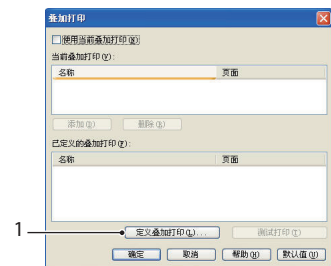 叠加打印
使用当前叠加打印(X)
当前叠加打印(Y):
名称 页面
添加(A) 删除(R)
已定义的叠加打印(P):
名称 页面
1
定义叠加打印(L)... 测试打印(T)
确定 取消 帮助(H) 默认值(U)